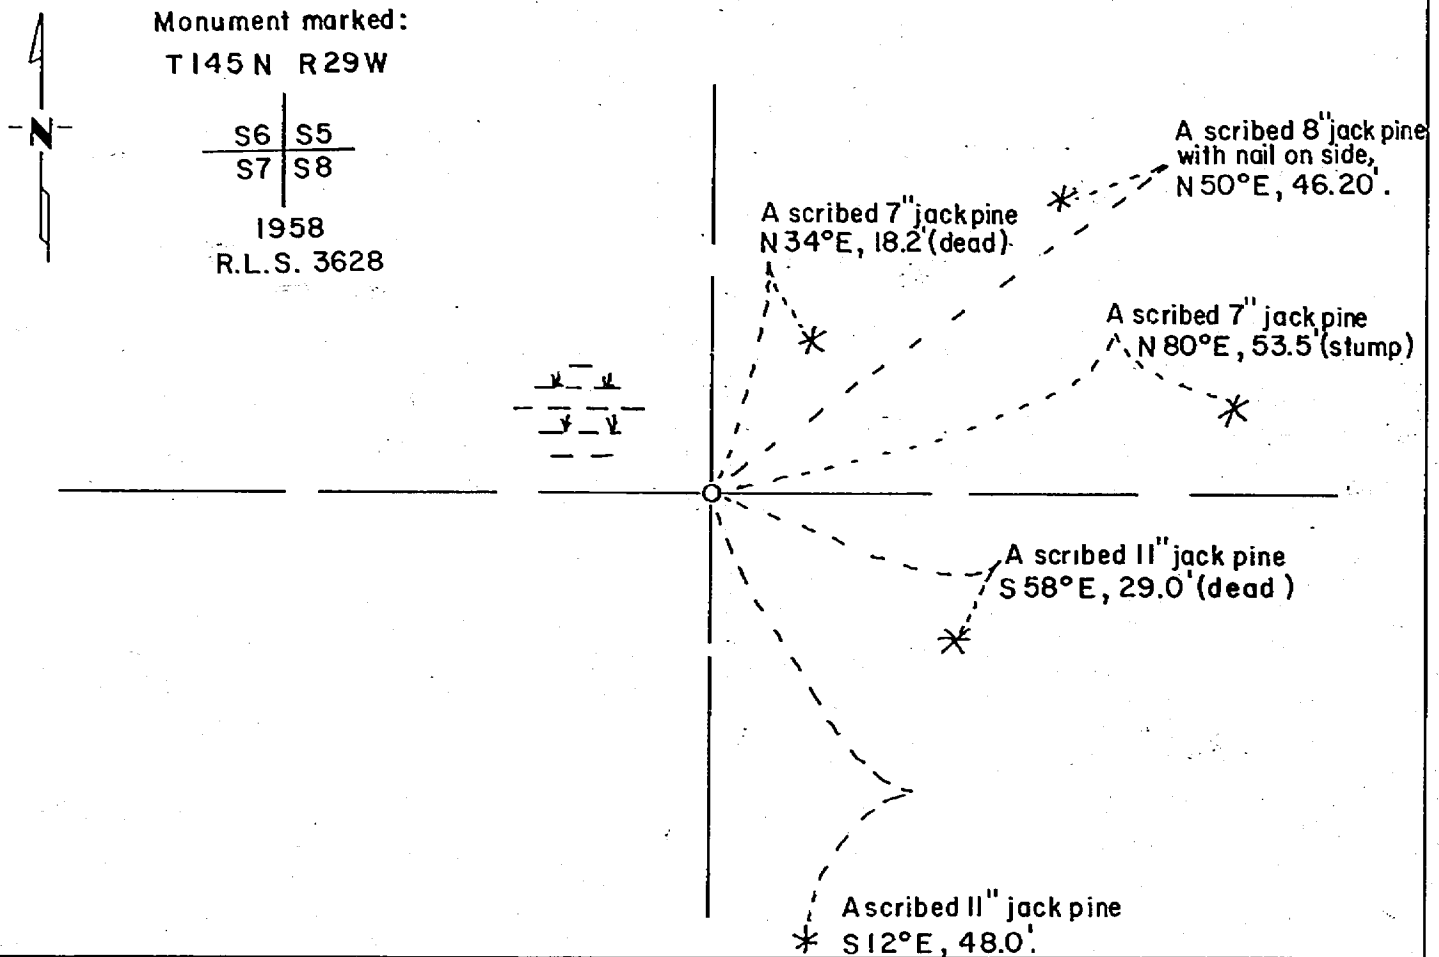 Monument marked:
T145N R29W
S6 S5
S7 S8
1958
R.L.S. 3628
N
A scribed 8" jack pine
with nail on side,
N 50°E, 46.20'.
A scribed 7" jack pine
N 34°E, 18.2' (dead)
A scribed 7" jack pine
N 80°E, 53.5' (stump)
A scribed 11" jack pine
S 58°E, 29.0' (dead)
A scribed 11" jack pine
S 12°E, 48.0'.